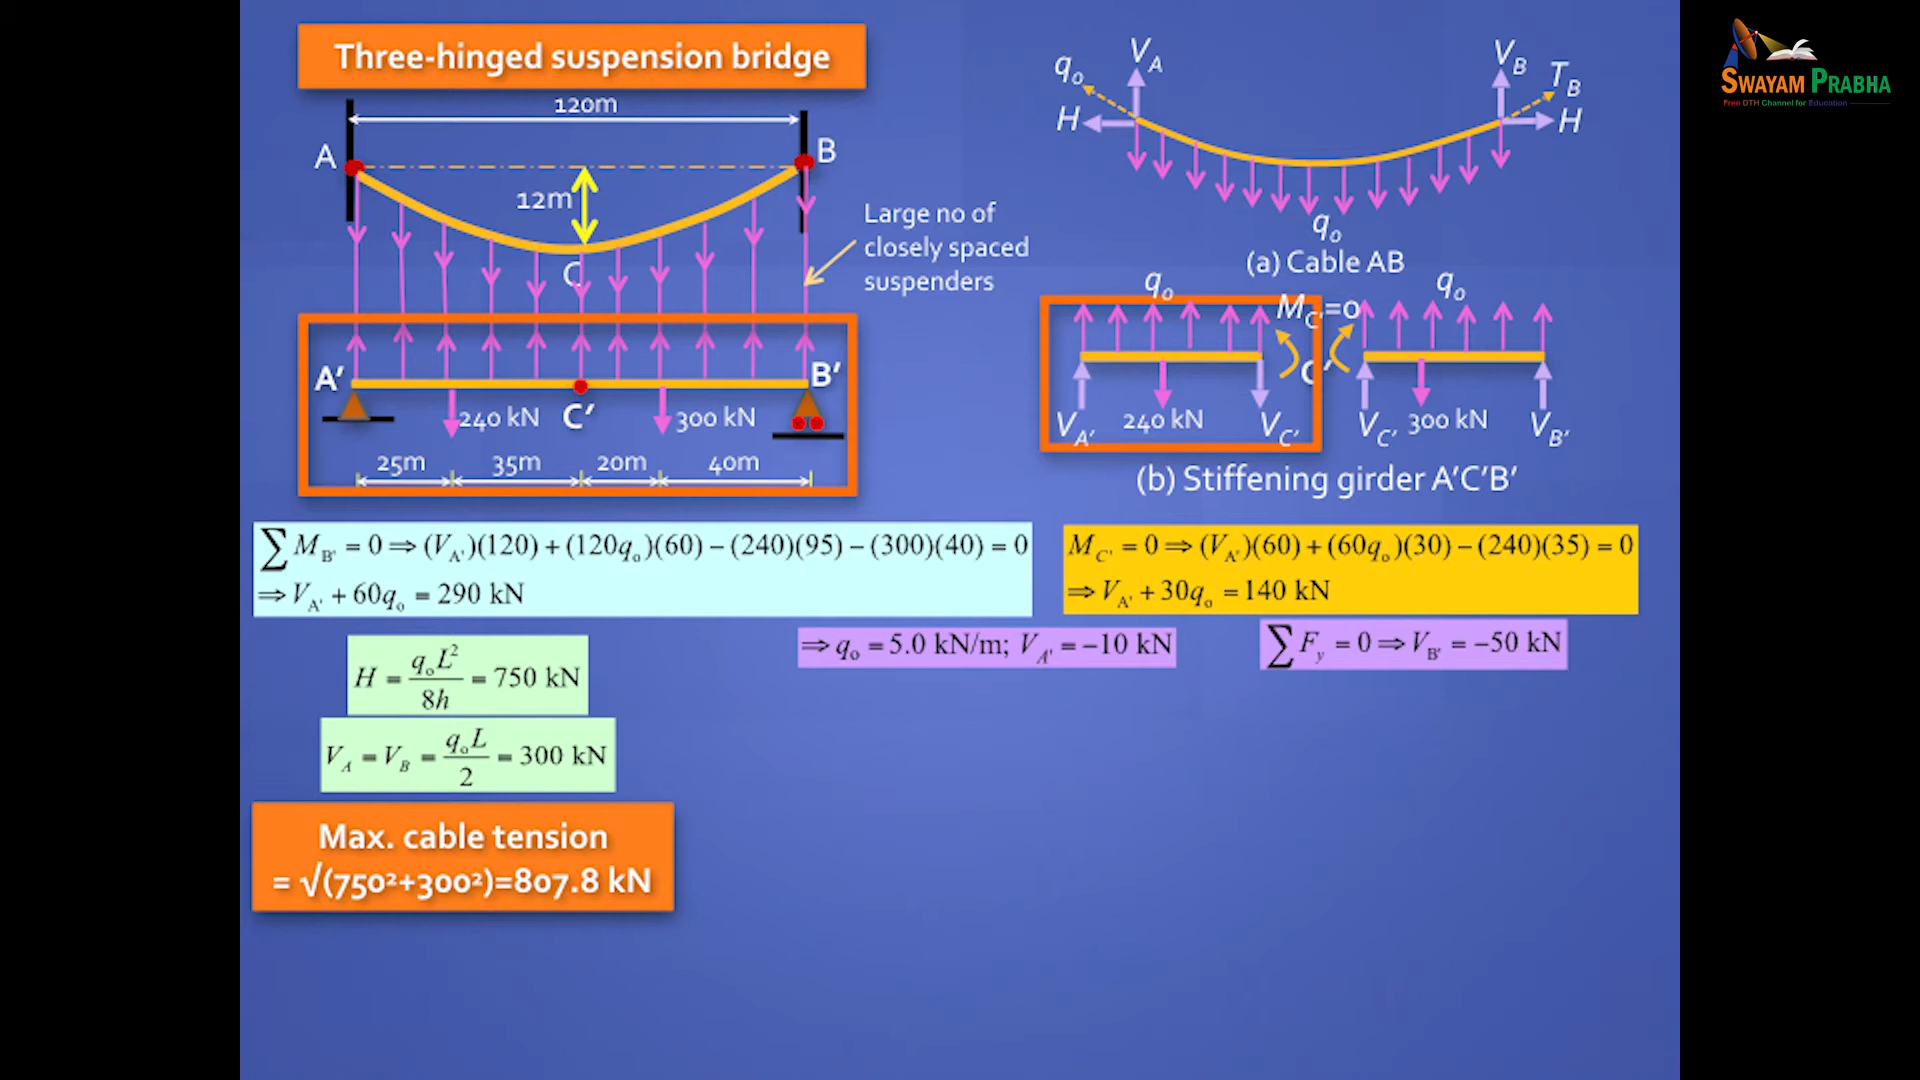 Three-hinged suspension bridge
SWAYAM PRABHA
Free DTH Channel for Education
120m
A
B
12m
C
Large no of
closely spaced
suspenders
A'
B'
240 kN
C'
300 kN
25m
35m
20m
40m
q₀
V_A
H
V_B
T_B
H
q₀
(a) Cable AB
q₀
M_C'=0
q₀
C'
V_A'
240 kN
V_C'
V_C'
300 kN
V_B'
(b) Stiffening girder A'C'B'
∑M_B' = 0 ⇒ (V_A')(120) + (120q₀)(60) − (240)(95) − (300)(40) = 0
⇒ V_A' + 60q₀ = 290 kN
M_C' = 0 ⇒ (V_A')(60) + (60q₀)(30) − (240)(35) = 0
⇒ V_A' + 30q₀ = 140 kN
⇒ q₀ = 5.0 kN/m; V_A' = −10 kN
∑F_y = 0 ⇒ V_B' = −50 kN
H = q₀L²/8h = 750 kN
V_A = V_B = q₀L/2 = 300 kN
Max. cable tension
= √(750²+300²)=807.8 kN